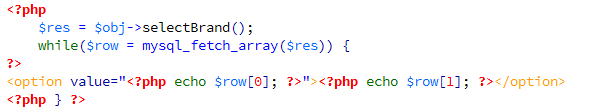 <?php
$res = $obj->selectBrand();
while($row = mysql_fetch_array($res)) {
?>
<option value="<?php echo $row[0]; ?>"><?php echo $row[1]; ?></option>
<?php } ?>